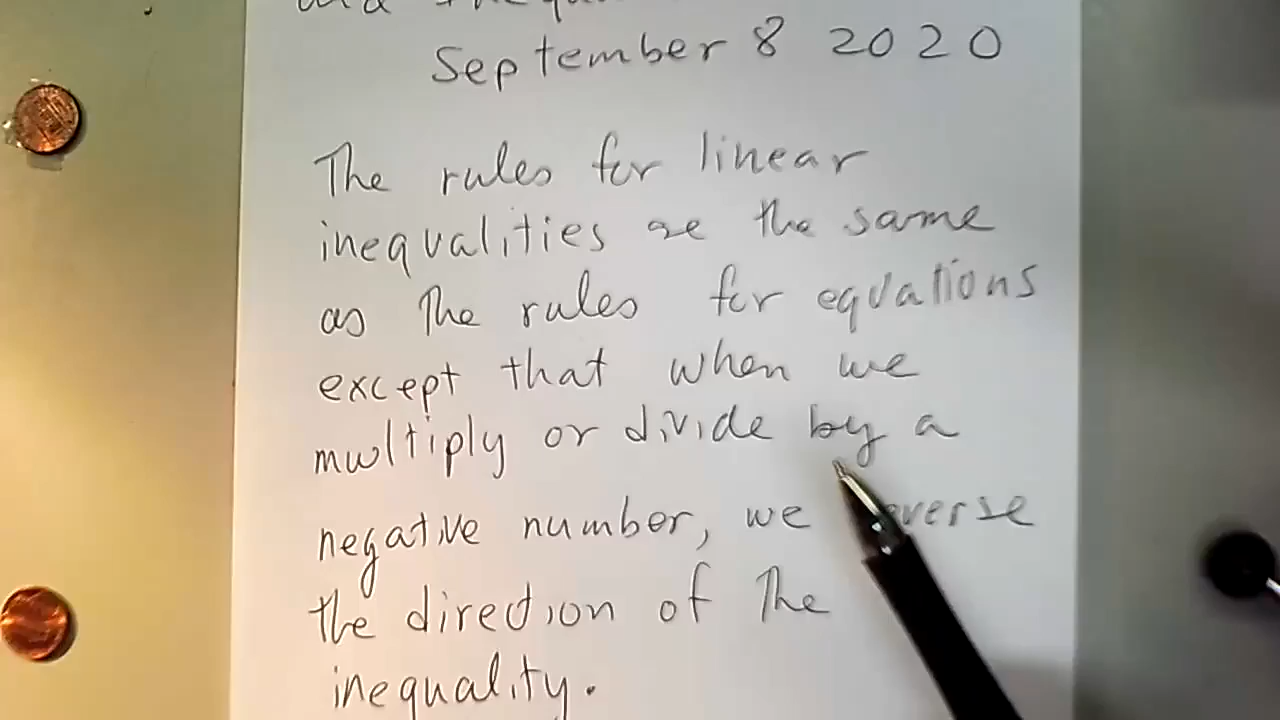 September 8 2020
The rules for linear
inequalities are the same
as the rules for equations
except that when we
multiply or divide by a
negative number, we
the direction of the
inequality.